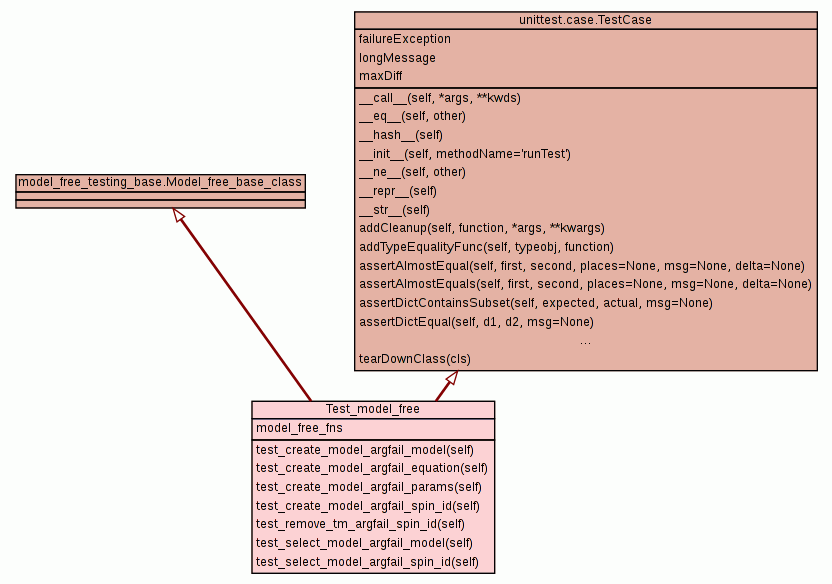 unittest.case.TestCase
failureException
longMessage
maxDiff
__call__(self, *args, **kwds)
__eq__(self, other)
__hash__(self)
__init__(self, methodName='runTest')
__ne__(self, other)
__repr__(self)
__str__(self)
addCleanup(self, function, *args, **kwargs)
addTypeEqualityFunc(self, typeobj, function)
assertAlmostEqual(self, first, second, places=None, msg=None, delta=None)
assertAlmostEquals(self, first, second, places=None, msg=None, delta=None)
assertDictContainsSubset(self, expected, actual, msg=None)
assertDictEqual(self, d1, d2, msg=None)
...
tearDownClass(cls)
model_free_testing_base.Model_free_base_class
Test_model_free
model_free_fns
test_create_model_argfail_model(self)
test_create_model_argfail_equation(self)
test_create_model_argfail_params(self)
test_create_model_argfail_spin_id(self)
test_remove_tm_argfail_spin_id(self)
test_select_model_argfail_model(self)
test_select_model_argfail_spin_id(self)